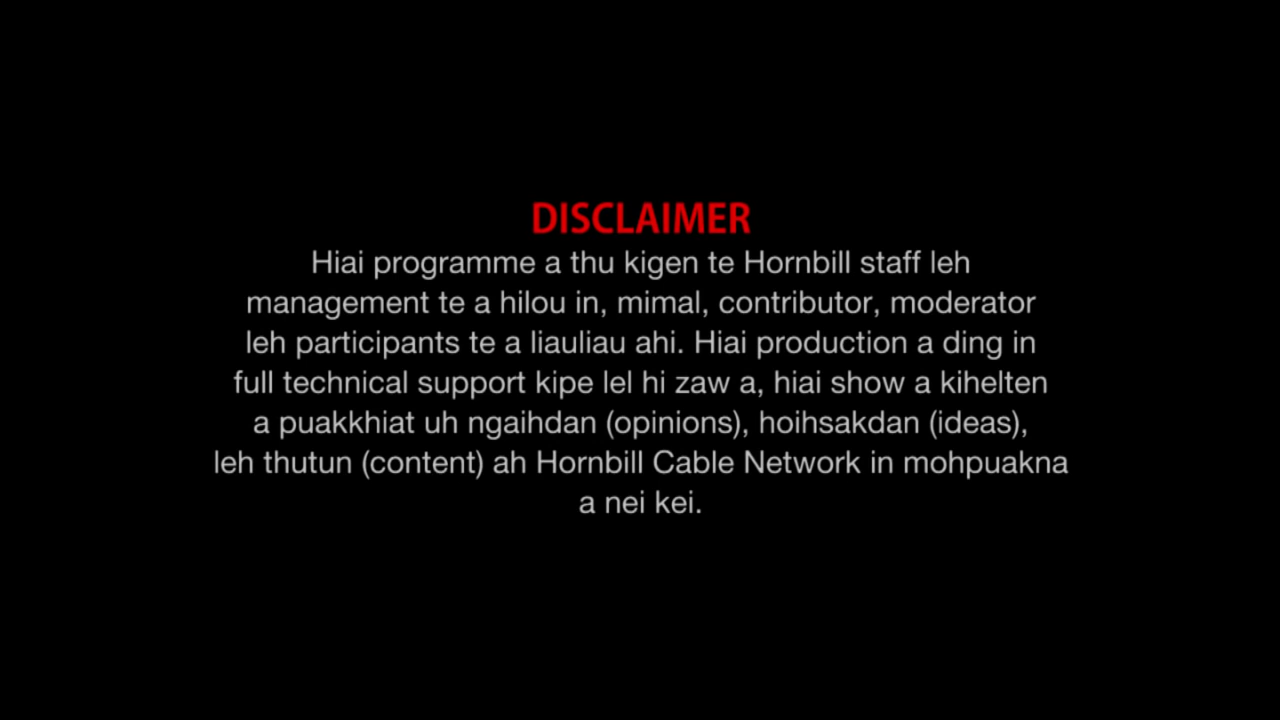 DISCLAIMER
Hiai programme a thu kigen te Hornbill staff leh
management te a hilou in, mimal, contributor, moderator
leh participants te a liauliau ahi. Hiai production a ding in
full technical support kipe lel hi zaw a, hiai show a kihelten
a puakkhiat uh ngaihdan (opinions), hoihsakdan (ideas),
leh thutun (content) ah Hornbill Cable Network in mohpuakna
a nei kei.